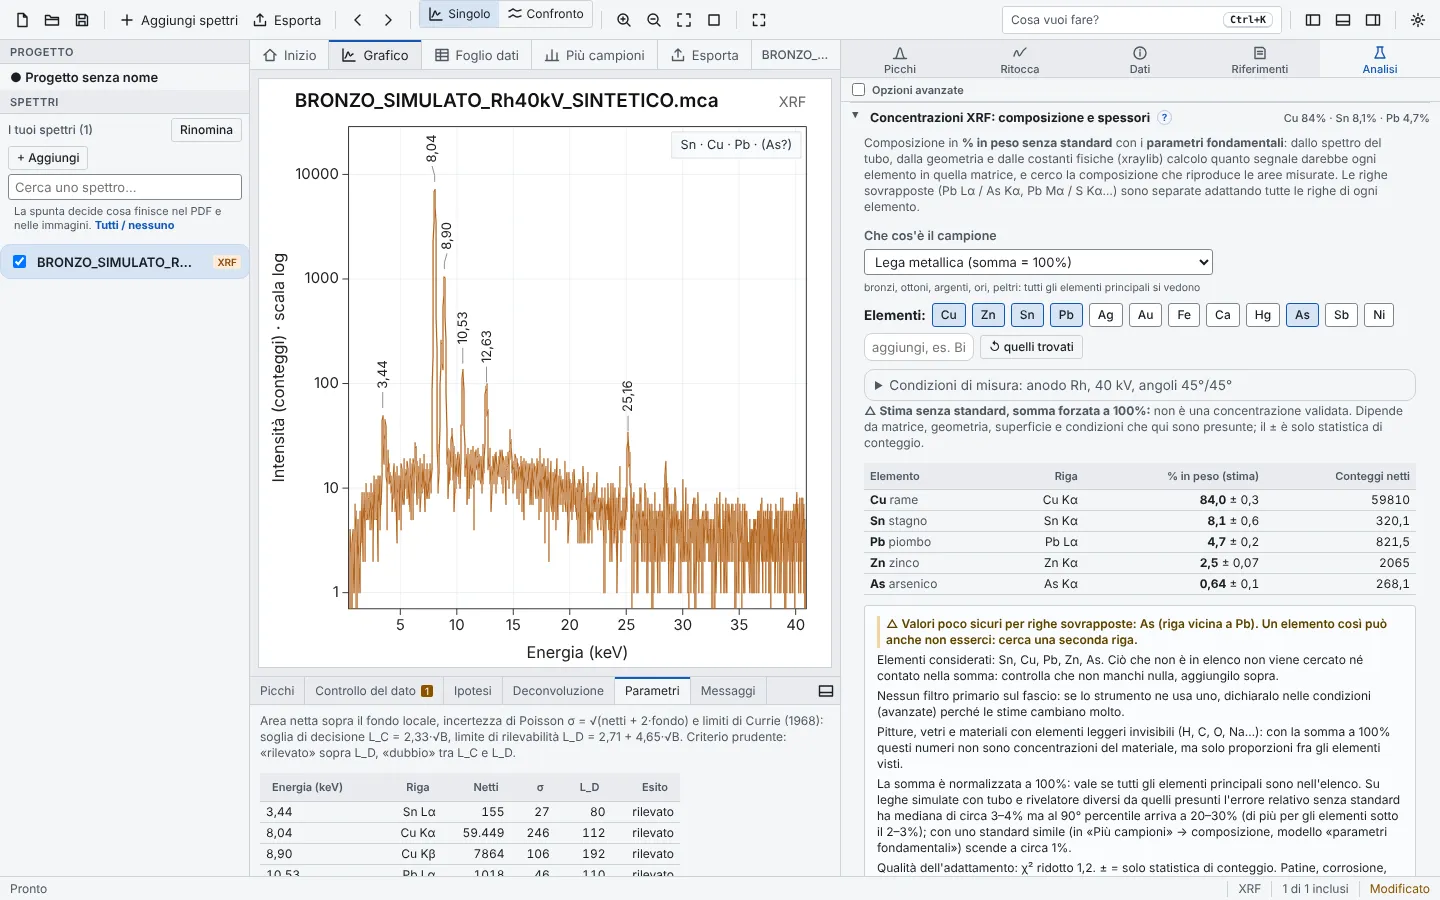 Aggiungi spettri
Esporta
Singolo
Confronto
Cosa vuoi fare?
Ctrl+K
PROGETTO
Progetto senza nome
SPETTRI
I tuoi spettri (1)
Rinomina
+ Aggiungi
Cerca uno spettro...
La spunta decide cosa finisce nel PDF e
nelle immagini. Tutti / nessuno
BRONZO_SIMULATO_R...
XRF
Inizio
Grafico
Foglio dati
Più campioni
Esporta
BRONZO_...
BRONZO_SIMULATO_Rh40kV_SINTETICO.mca
XRF
Sn · Cu · Pb · (As?)
8,04
8,90
10,53
12,63
3,44
25,16
10000
1000
100
10
1
Intensità (conteggi) · scala log
5
10
15
20
25
30
35
40
Energia (keV)
Picchi
Controllo del dato 1
Ipotesi
Deconvoluzione
Parametri
Messaggi
Area netta sopra il fondo locale, incertezza di Poisson σ = √(netti + 2·fondo) e limiti di Currie (1968):
soglia di decisione L_C = 2,33·√B, limite di rilevabilità L_D = 2,71 + 4,65·√B. Criterio prudente:
«rilevato» sopra L_D, «dubbio» tra L_C e L_D.
Energia (keV) Riga Netti σ L_D Esito
3,44 Sn Lα 155 27 80 rilevato
8,04 Cu Kα 59.449 246 112 rilevato
8,90 Cu Kβ 7864 106 192 rilevato
10,53 Pb Lα 1018 46 110 rilevato
Picchi
Ritocca
Dati
Riferimenti
Analisi
Opzioni avanzate
▼ Concentrazioni XRF: composizione e spessori ?
Cu 84% · Sn 8,1% · Pb 4,7%
Composizione in % in peso senza standard con i parametri fondamentali: dallo spettro del
tubo, dalla geometria e dalle costanti fisiche (xraylib) calcolo quanto segnale darebbe ogni
elemento in quella matrice, e cerco la composizione che riproduce le aree misurate. Le righe
sovrapposte (Pb Lα / As Kα, Pb Mα / S Kα...) sono separate adattando tutte le righe di ogni
elemento.
Che cos'è il campione
Lega metallica (somma = 100%)
bronzi, ottoni, argenti, ori, peltri: tutti gli elementi principali si vedono
Elementi: Cu Zn Sn Pb Ag Au Fe Ca Hg As Sb Ni
aggiungi, es. Bi
↺ quelli trovati
▶ Condizioni di misura: anodo Rh, 40 kV, angoli 45°/45°
△ Stima senza standard, somma forzata a 100%: non è una concentrazione validata. Dipende
da matrice, geometria, superficie e condizioni che qui sono presunte; il ± è solo statistica di
conteggio.
Elemento Riga % in peso (stima) Conteggi netti
Cu rame Cu Kα 84,0 ± 0,3 59810
Sn stagno Sn Kα 8,1 ± 0,6 320,1
Pb piombo Pb Lα 4,7 ± 0,2 821,5
Zn zinco Zn Kα 2,5 ± 0,07 2065
As arsenico As Kα 0,64 ± 0,1 268,1
△ Valori poco sicuri per righe sovrapposte: As (riga vicina a Pb). Un elemento così può
anche non esserci: cerca una seconda riga.
Elementi considerati: Sn, Cu, Pb, Zn, As. Ciò che non è in elenco non viene cercato né
contato nella somma: controlla che non manchi nulla, aggiungilo sopra.
Nessun filtro primario sul fascio: se lo strumento ne usa uno, dichiaralo nelle condizioni
(avanzate) perché le stime cambiano molto.
Pitture, vetri e materiali con elementi leggeri invisibili (H, C, O, Na...): con la somma a 100%
questi numeri non sono concentrazioni del materiale, ma solo proporzioni fra gli elementi
visti.
La somma è normalizzata a 100%: vale se tutti gli elementi principali sono nell'elenco. Su
leghe simulate con tubo e rivelatore diversi da quelli presunti l'errore relativo senza standard
ha mediana di circa 3–4% ma al 90° percentile arriva a 20–30% (di più per gli elementi sotto
il 2–3%); con uno standard simile (in «Più campioni» → composizione, modello «parametri
fondamentali») scende a circa 1%.
Qualità dell'adattamento: χ² ridotto 1,2. ± = solo statistica di conteggio. Patine, corrosione,
Pronto
XRF
1 di 1 inclusi
Modificato